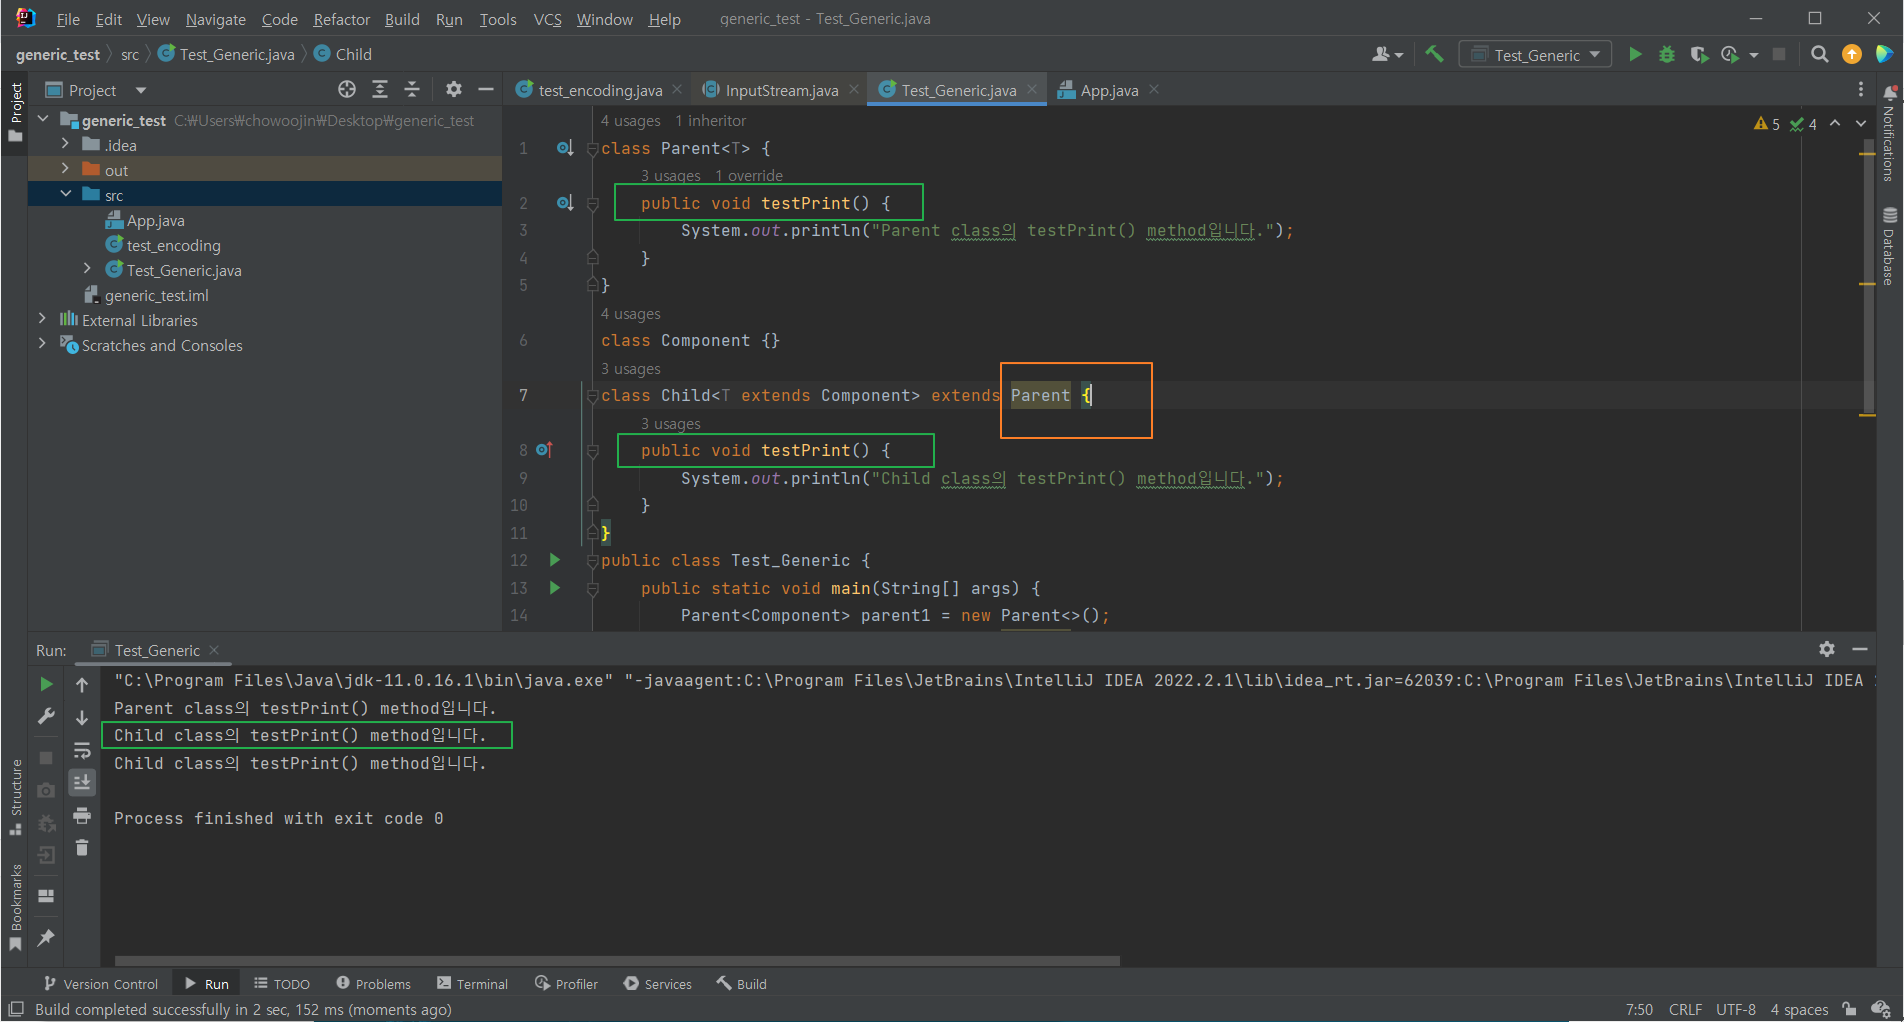 File Edit View Navigate Code Refactor Build Run Tools VCS Window Help generic_test - Test_Generic.java
generic_test src Test_Generic.java Child Test_Generic
Project
Project
test_encoding.java InputStream.java Test_Generic.java App.java
generic_test C:₩Users₩chowoojin₩Desktop₩generic_test
.idea
out
src
App.java
test_encoding
Test_Generic.java
generic_test.iml
External Libraries
Scratches and Consoles
4 usages 1 inheritor
5 4
1 class Parent<T> {
3 usages 1 override
2 public void testPrint() {
3 System.out.println("Parent class의 testPrint() method입니다.");
4 }
5 }
4 usages
6 class Component {}
3 usages
7 class Child<T extends Component> extends Parent {
3 usages
8 public void testPrint() {
9 System.out.println("Child class의 testPrint() method입니다.");
10 }
11 }
12 public class Test_Generic {
13 public static void main(String[] args) {
14 Parent<Component> parent1 = new Parent<>();
Notifications
Database
Run: Test_Generic
"C:\Program Files\Java\jdk-11.0.16.1\bin\java.exe" "-javaagent:C:\Program Files\JetBrains\IntelliJ IDEA 2022.2.1\lib\idea_rt.jar=62039:C:\Program Files\JetBrains\IntelliJ IDEA
Parent class의 testPrint() method입니다.
Child class의 testPrint() method입니다.
Child class의 testPrint() method입니다.
Process finished with exit code 0
Structure
Bookmarks
Version Control Run TODO Problems Terminal Profiler Services Build
Build completed successfully in 2 sec, 152 ms (moments ago) 7:50 CRLF UTF-8 4 spaces